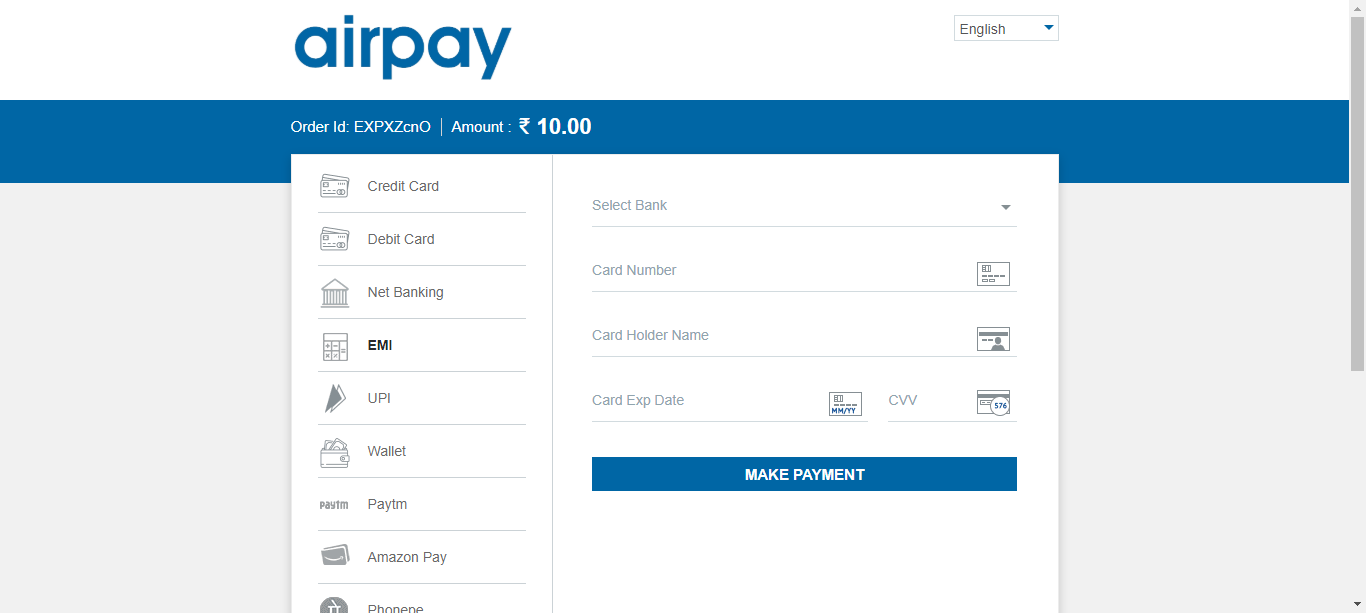 airpay
English
Order Id: EXPXZcnO Amount : ₹ 10.00
Credit Card
Debit Card
Net Banking
EMI
UPI
Wallet
Paytm Paytm
Amazon Pay
Phonepe
Select Bank
Card Number
Card Holder Name
Card Exp Date MM/YY CVV 576
MAKE PAYMENT